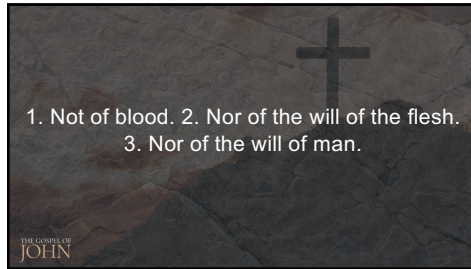 1. Not of blood. 2. Nor of the will of the flesh.
3. Nor of the will of man.
THE GOSPEL OF
JOHN